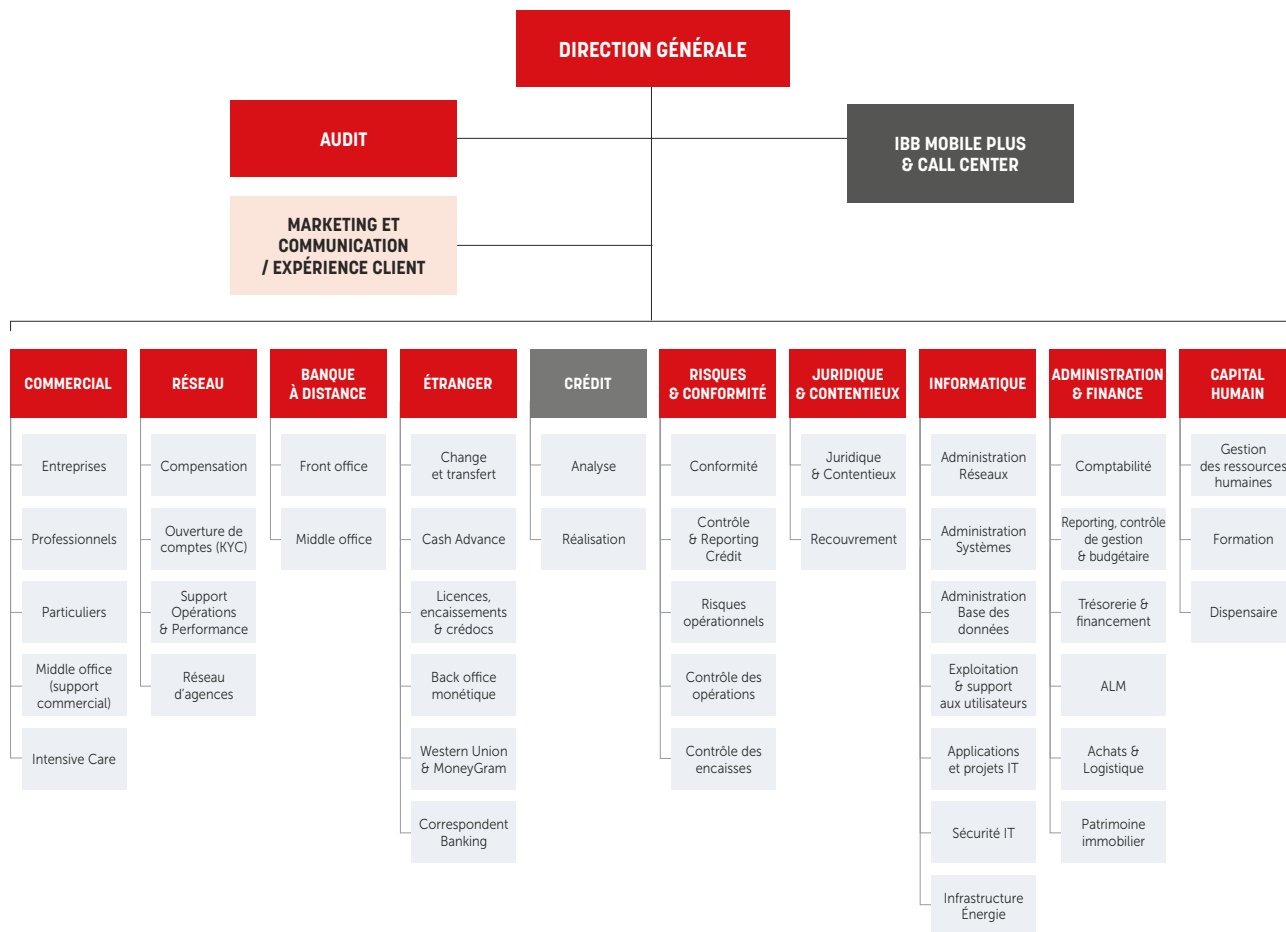 DIRECTION GÉNÉRALE
AUDIT
IBB MOBILE PLUS
& CALL CENTER
MARKETING ET
COMMUNICATION
/ EXPÉRIENCE CLIENT
COMMERCIAL
Entreprises
Professionnels
Particuliers
Middle office
(support
commercial)
Intensive Care
RÉSEAU
Compensation
Ouverture de
comptes (KYC)
Support
Opérations
& Performance
Réseau
d'agences
BANQUE
À DISTANCE
Front office
Middle office
ÉTRANGER
Change
et transfert
Cash Advance
Licences,
encaissements
& crédocs
Back office
monétique
Western Union
& MoneyGram
Correspondent
Banking
CRÉDIT
Analyse
Réalisation
RISQUES
& CONFORMITÉ
Conformité
Contrôle
& Reporting
Crédit
Risques
opérationnels
Contrôle des
opérations
Contrôle des
encaisses
JURIDIQUE
& CONTENTIEUX
Juridique
& Contentieux
Recouvrement
INFORMATIQUE
Administration
Réseaux
Administration
Systèmes
Administration
Base des
données
Exploitation
& support
aux utilisateurs
Applications
et projets IT
Sécurité IT
Infrastructure
Énergie
ADMINISTRATION
& FINANCE
Comptabilité
Reporting, contrôle
de gestion
& budgétaire
Trésorerie &
financement
ALM
Achats &
Logistique
Patrimoine
immobilier
CAPITAL
HUMAIN
Gestion
des ressources
humaines
Formation
Dispensaire